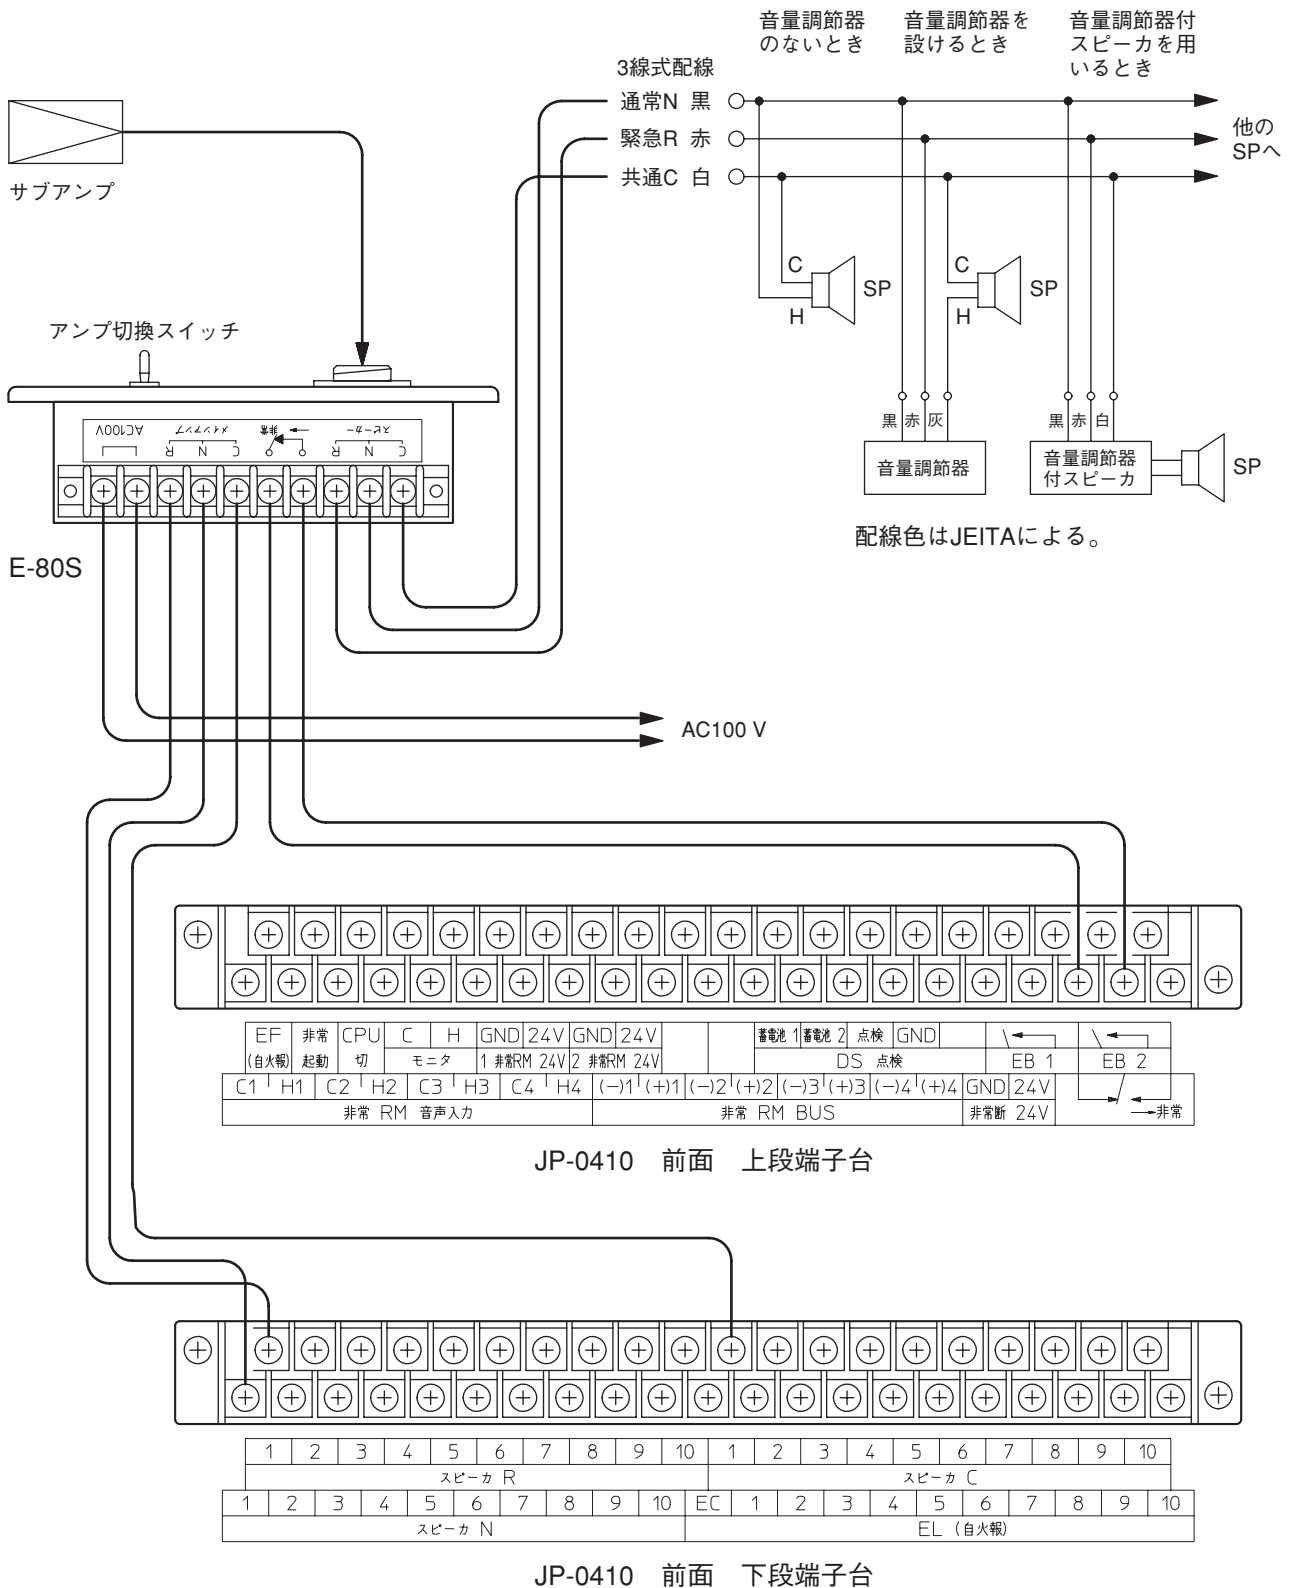 音量調節器
のないとき
音量調節器を
設けるとき
音量調節器付
スピーカを用
いるとき
3線式配線
通常N 黒
緊急R 赤
共通C 白
他の
SPへ
サブアンプ
C
H
SP
C
H
SP
アンプ切換スイッチ
AC100V
メインアンプ
R N C
非常
スピーカー
R N C
黒 赤 灰
音量調節器
黒 赤 白
音量調節器
付スピーカ
SP
配線色はJEITAによる。
E-80S
AC100 V
EF 非常 CPU C H GND 24V GND 24V 蓄電池 1 蓄電池 2 点検 GND
(自火報) 起動 切 モニタ 1 非常RM 24V 2 非常RM 24V DS 点検 EB 1 EB 2
C1 H1 C2 H2 C3 H3 C4 H4 (−)1 (+)1 (−)2 (+)2 (−)3 (+)3 (−)4 (+)4 GND 24V
非常 RM 音声入力 非常 RM BUS 非常断 24V 非常
JP-0410 前面 上段端子台
1 2 3 4 5 6 7 8 9 10 1 2 3 4 5 6 7 8 9 10
スピーカ R スピーカ C
1 2 3 4 5 6 7 8 9 10 EC 1 2 3 4 5 6 7 8 9 10
スピーカ N EL (自火報)
JP-0410 前面 下段端子台